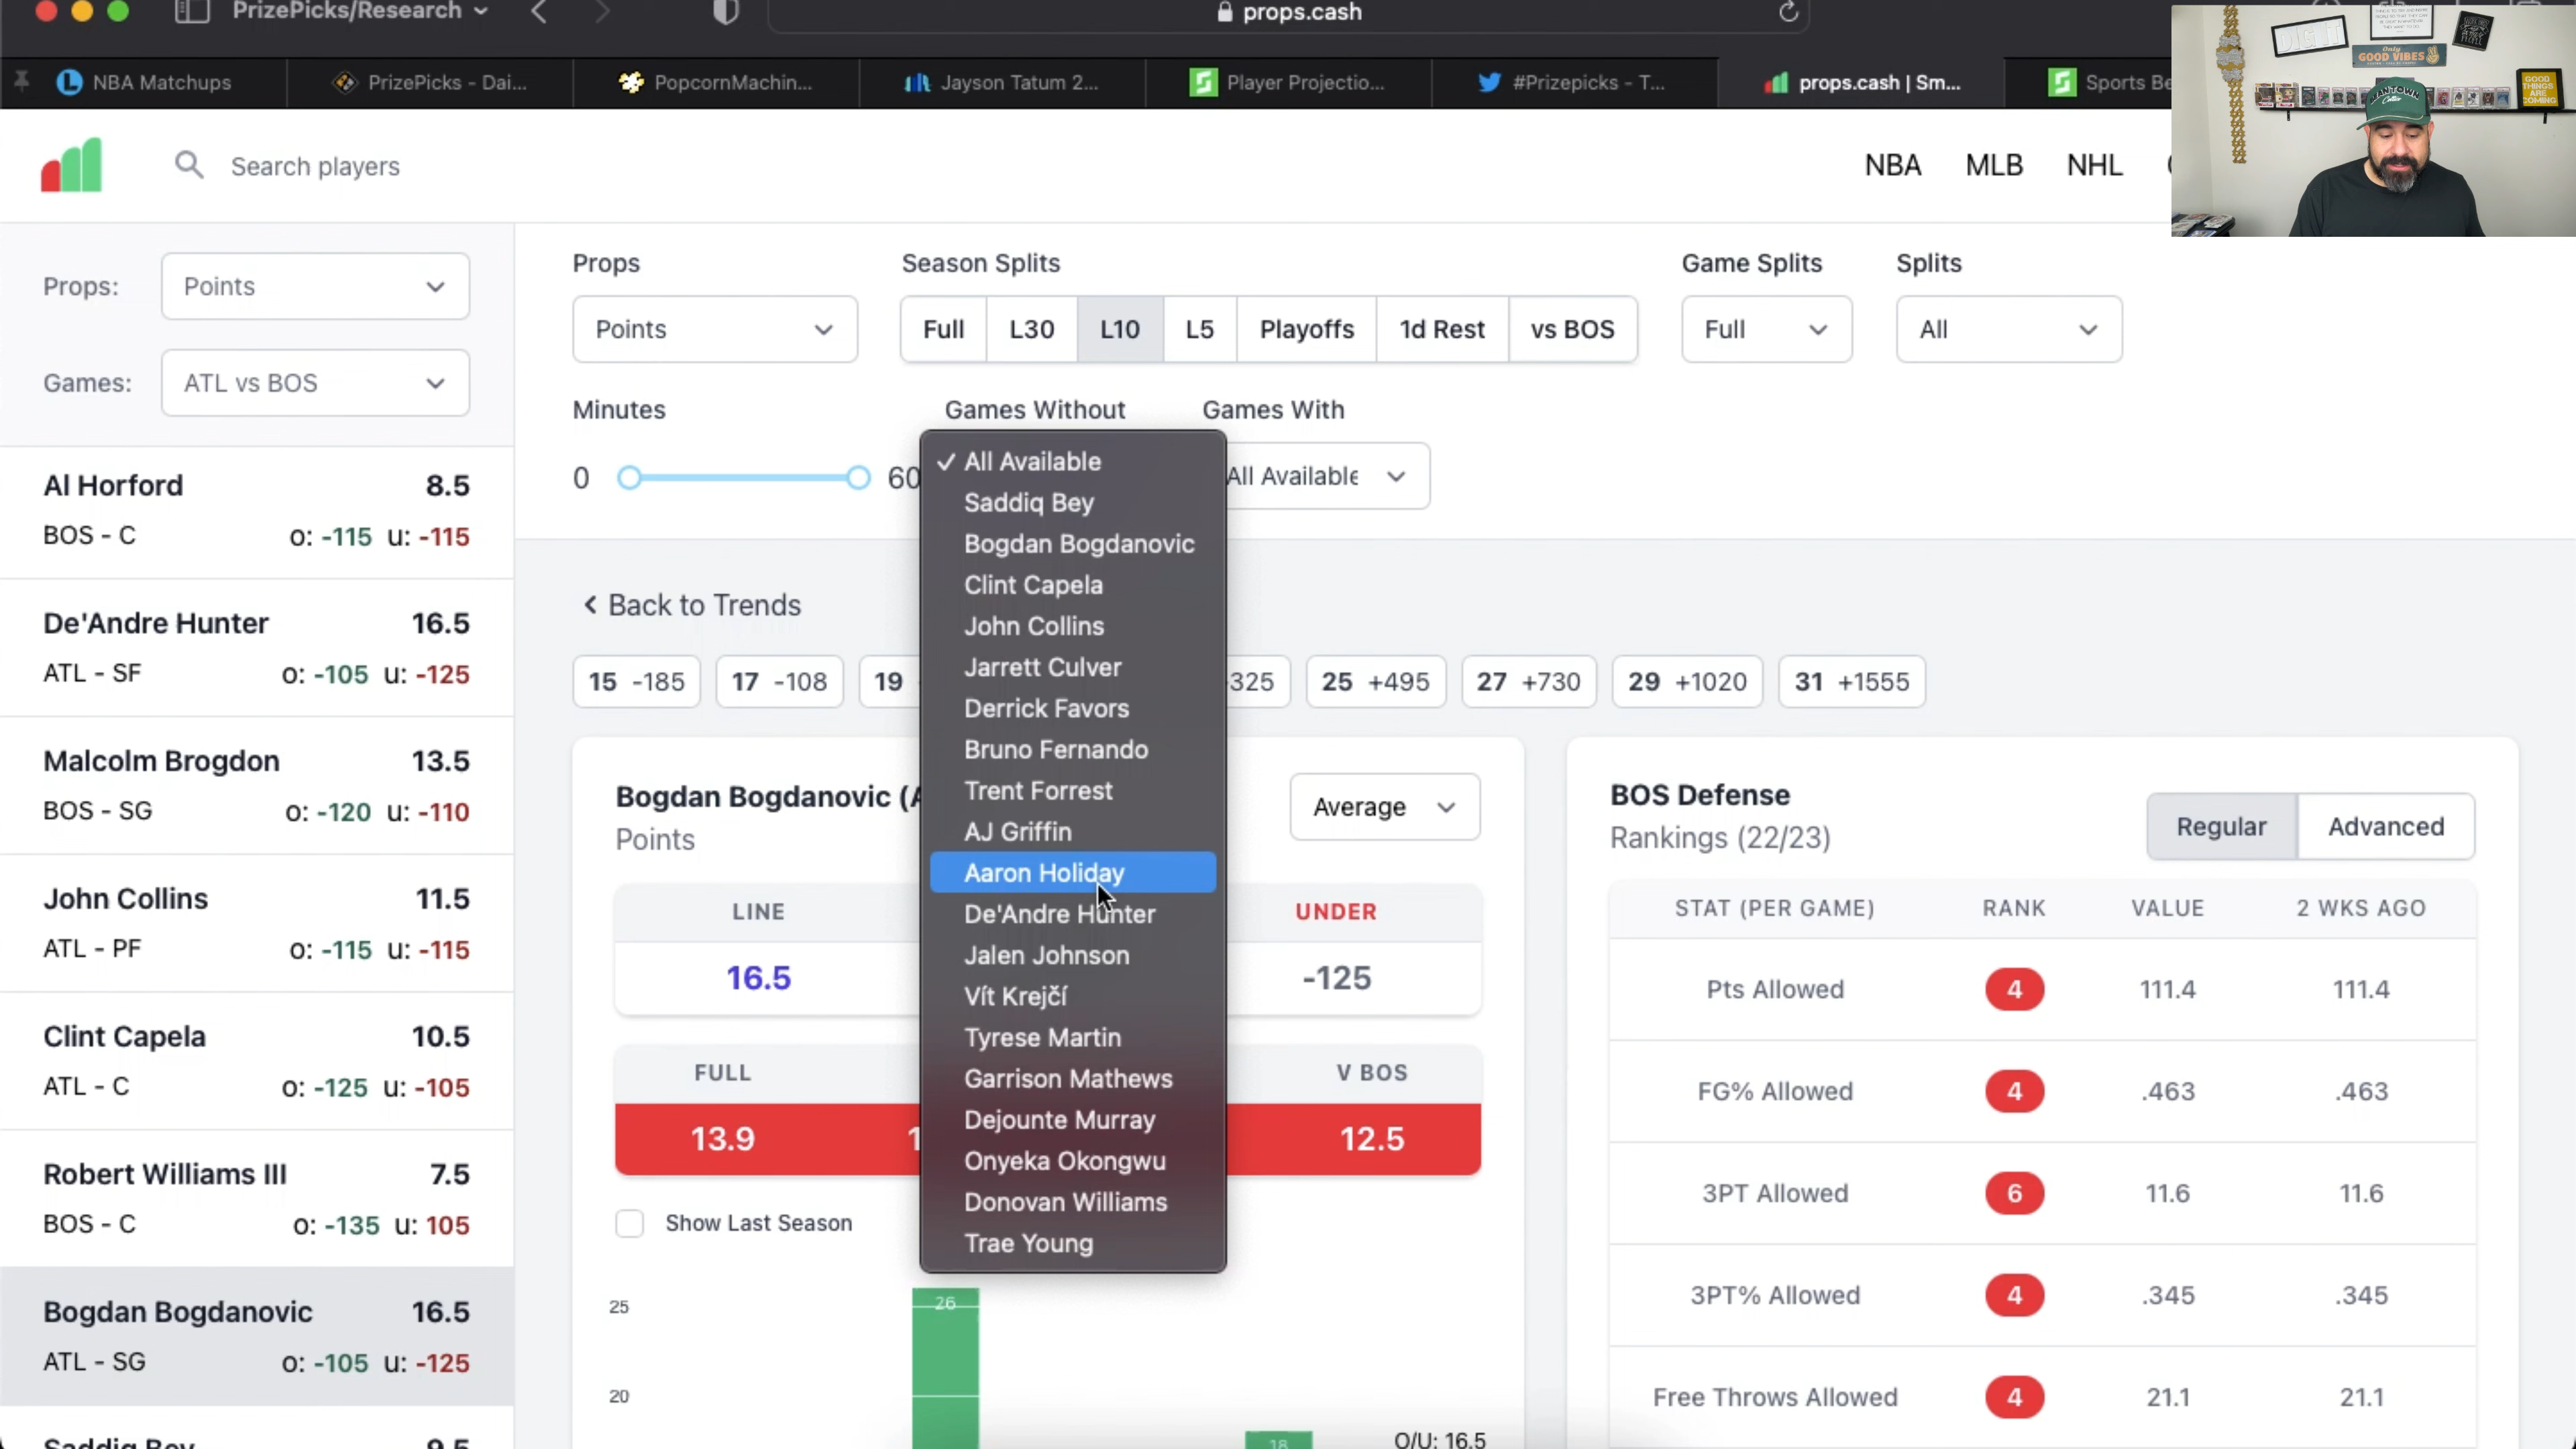 PrizePicks/Research
props.cash
NBA Matchups
PrizePicks - Dai...
PopcornMachin...
Jayson Tatum 2...
Player Projectio...
#Prizepicks - T...
props.cash | Sm...
Sports Be
Only
GOOD VIBES
GOOD
THINGS
ARE
COMING
MANTOWN
Search players
NBA
MLB
NHL
Props:
Points
Games:
ATL vs BOS
Props
Points
Season Splits
Full
L30
L10
L5
Playoffs
1d Rest
vs BOS
Game Splits
Full
Splits
All
Minutes
0
60
Games Without
Games With
All Available
✓ All Available
Saddiq Bey
Bogdan Bogdanovic
Clint Capela
John Collins
Jarrett Culver
Derrick Favors
Bruno Fernando
Trent Forrest
AJ Griffin
Aaron Holiday
De'Andre Hunter
Jalen Johnson
Vít Krejčí
Tyrese Martin
Garrison Mathews
Dejounte Murray
Onyeka Okongwu
Donovan Williams
Trae Young
Al Horford 8.5
BOS - C o: -115 u: -115
De'Andre Hunter 16.5
ATL - SF o: -105 u: -125
Malcolm Brogdon 13.5
BOS - SG o: -120 u: -110
John Collins 11.5
ATL - PF o: -115 u: -115
Clint Capela 10.5
ATL - C o: -125 u: -105
Robert Williams III 7.5
BOS - C o: -135 u: 105
Bogdan Bogdanovic 16.5
ATL - SG o: -105 u: -125
Saddiq Bey 9.5
Back to Trends
15 -185
17 -108
19
325
25 +495
27 +730
29 +1020
31 +1555
Bogdan Bogdanovic (A
Points
Average
LINE
UNDER
16.5
-125
FULL
V BOS
13.9
1
12.5
Show Last Season
25
20
26
18
O/U: 16.5
BOS Defense
Rankings (22/23)
Regular
Advanced
STAT (PER GAME) RANK VALUE 2 WKS AGO
Pts Allowed 4 111.4 111.4
FG% Allowed 4 .463 .463
3PT Allowed 6 11.6 11.6
3PT% Allowed 4 .345 .345
Free Throws Allowed 4 21.1 21.1